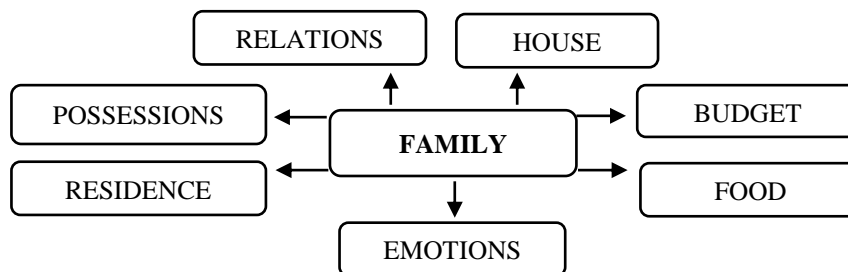 RELATIONS
HOUSE
POSSESSIONS
BUDGET
FAMILY
RESIDENCE
FOOD
EMOTIONS